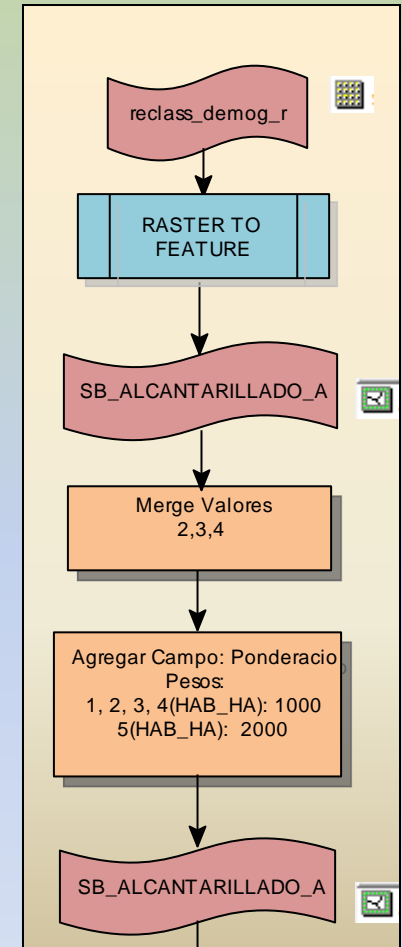 reclass_demog_r
RASTER TO
FEATURE
SB_ALCANTARILLADO_A
Merge Valores
2,3,4
Agregar Campo: Ponderacio
Pesos:
1, 2, 3, 4(HAB_HA): 1000
5(HAB_HA): 2000
SB_ALCANTARILLADO_A